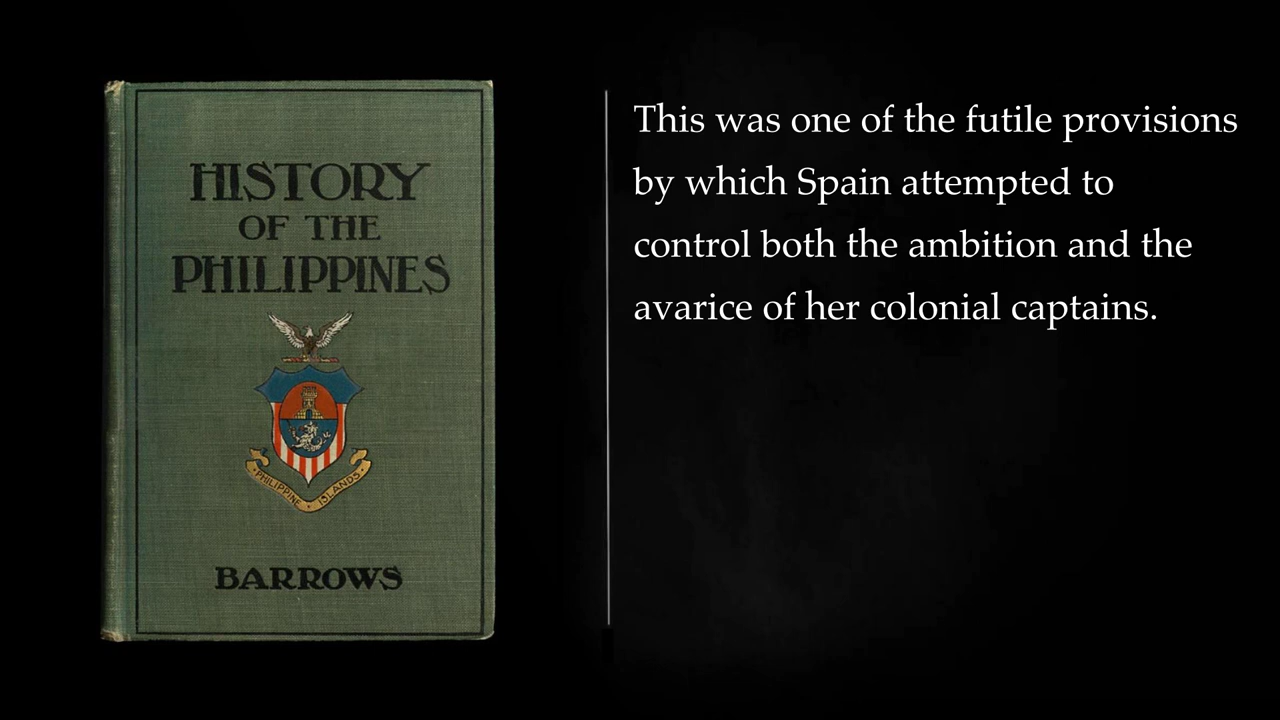 HISTORY
OF THE
PHILIPPINES
PHILIPPINE ISLANDS
BARROWS
This was one of the futile provisions
by which Spain attempted to
control both the ambition and the
avarice of her colonial captains.